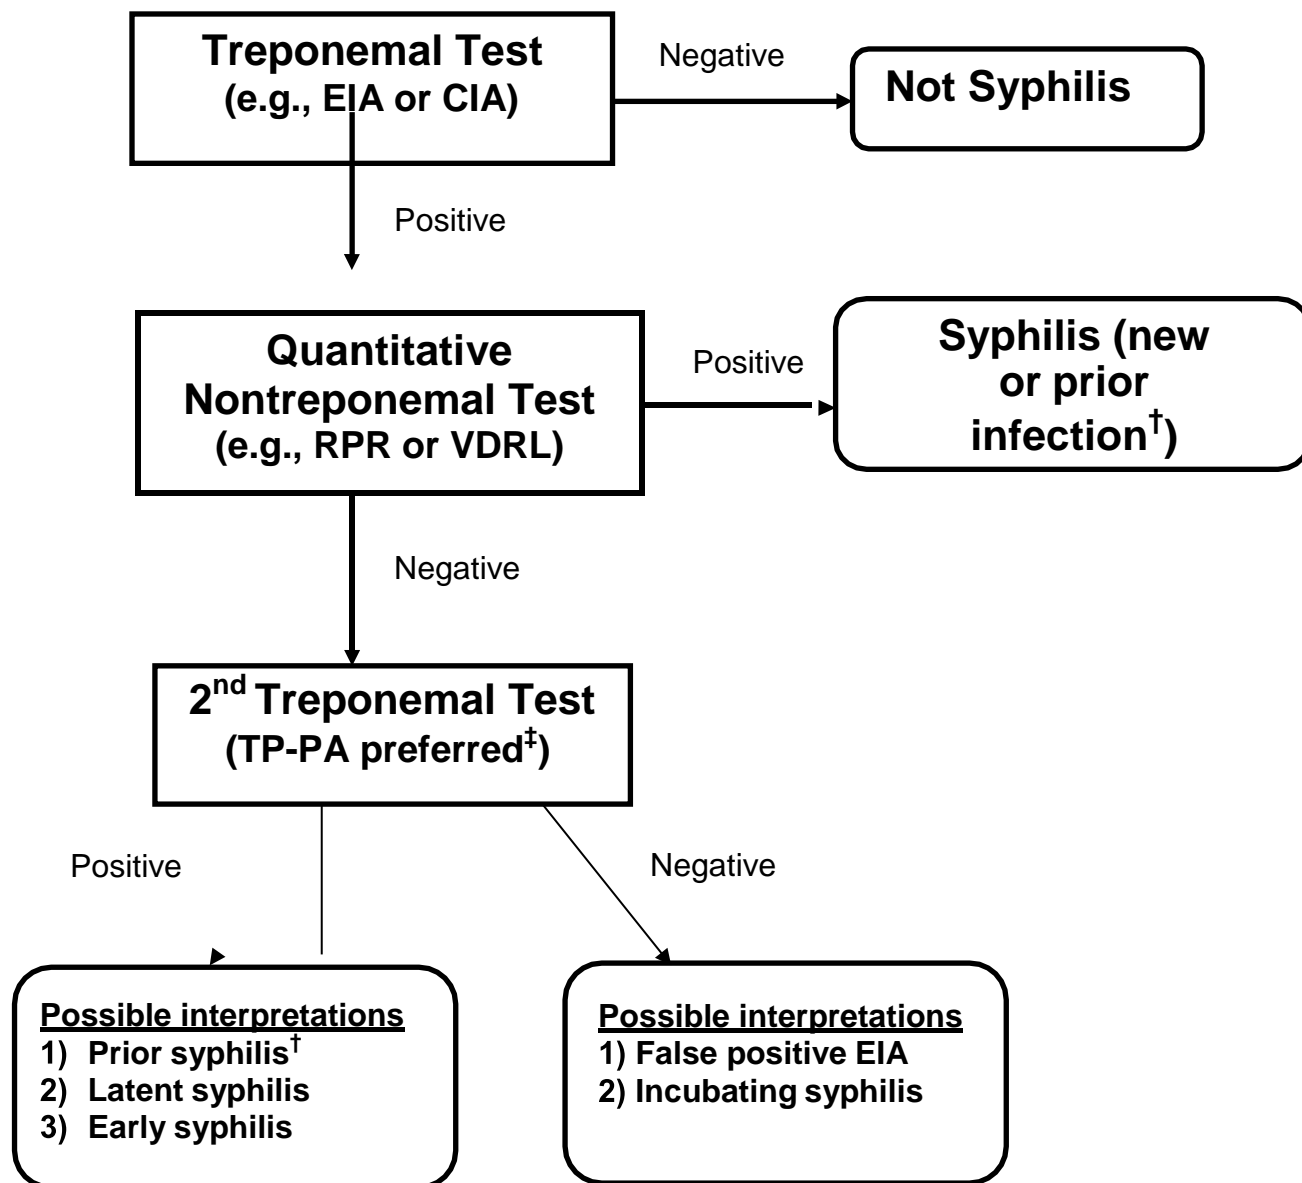 Treponemal Test
(e.g., EIA or CIA)
Negative
Not Syphilis
Positive
Quantitative
Nontreponemal Test
(e.g., RPR or VDRL)
Positive
Syphilis (new
or prior
infection†)
Negative
2nd Treponemal Test
(TP-PA preferred‡)
Positive
Negative
Possible interpretations
1) Prior syphilis†
2) Latent syphilis
3) Early syphilis
Possible interpretations
1) False positive EIA
2) Incubating syphilis